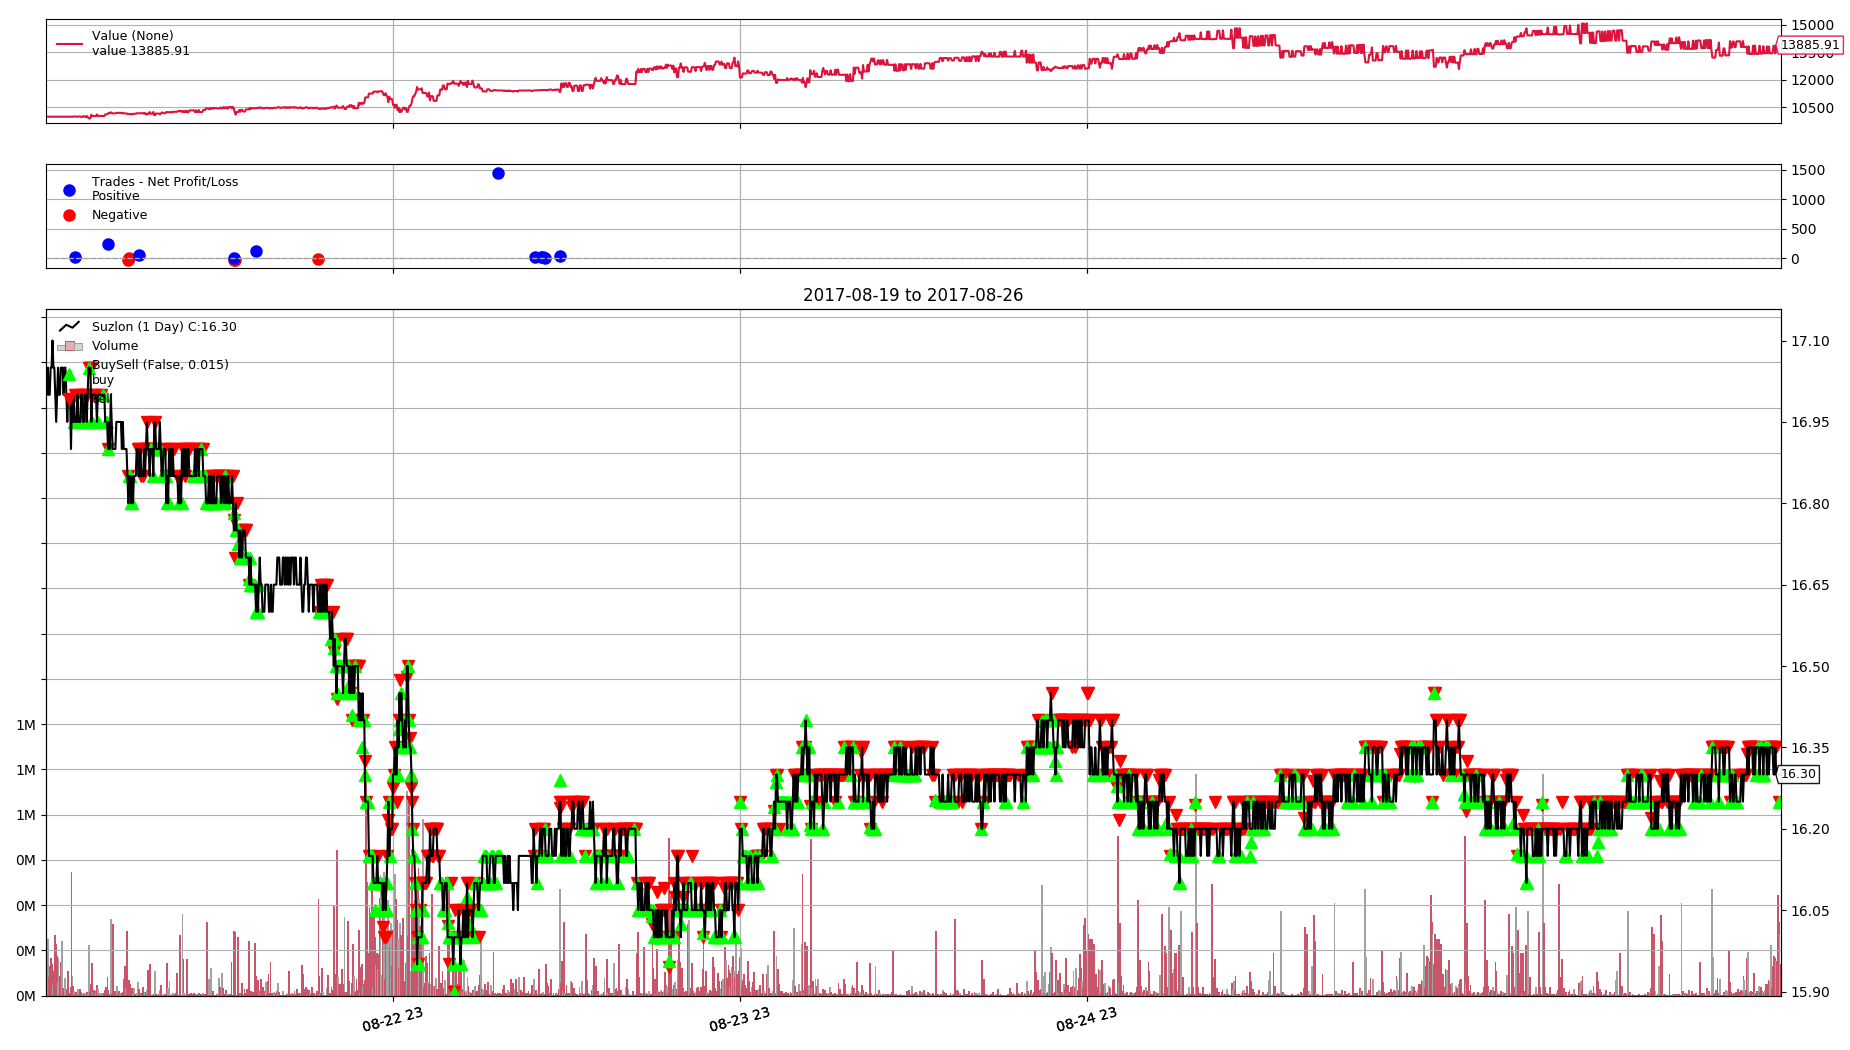 Value (None)
value 13885.91
15000
13885.91
12000
10500
Trades - Net Profit/Loss
Positive
Negative
1500
1000
500
0
2017-08-19 to 2017-08-26
Suzlon (1 Day) C:16.30
Volume
BuySell (False, 0.015)
buy
17.10
16.95
16.80
16.65
16.50
16.35
16.30
16.20
16.05
15.90
1M
1M
1M
0M
0M
0M
0M
08-22 23
08-23 23
08-24 23